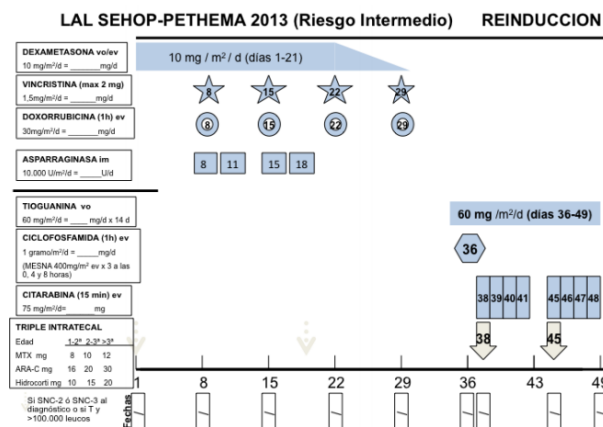 LAL SEHOP-PETHEMA 2013 (Riesgo Intermedio) REINDUCCION
DEXAMETASONA vo/ev
10 mg/m²/d = ______mg/d
10 mg / m²/ d (días 1-21)
VINCRISTINA (max 2 mg)
1,5mg/m²/d = ______mg/d
8 15 22 29
DOXORRUBICINA (1h) ev
30mg/m²/d = ______mg/d
8 15 22 29
ASPARRAGINASA im
10.000 U/m²/d = _____U/d
8 11 15 18
TIOGUANINA vo
60 mg/m²/d = ____ mg/d x 14 d
60 mg /m²/d (días 36-49)
CICLOFOSFAMIDA (1h) ev
1 gramo/m²/d = _____mg/d
(MESNA 400mg/m² ev x 3 a las
0, 4 y 8 horas)
36
CITARABINA (15 min) ev
75 mg/m²/d= ______ mg
38 39 40 41 45 46 47 48
TRIPLE INTRATECAL
Edad 1-2ª 2-3ª >3ª
MTX mg 8 10 12
ARA-C mg 16 20 30
Hidrocorti mg 10 15 20
38 45
1 8 15 22 29 36 43 49
Si SNC-2 ó SNC-3 al
diagnóstico o si T y
>100.000 leucos
Fechas
/ / / / / / / / /